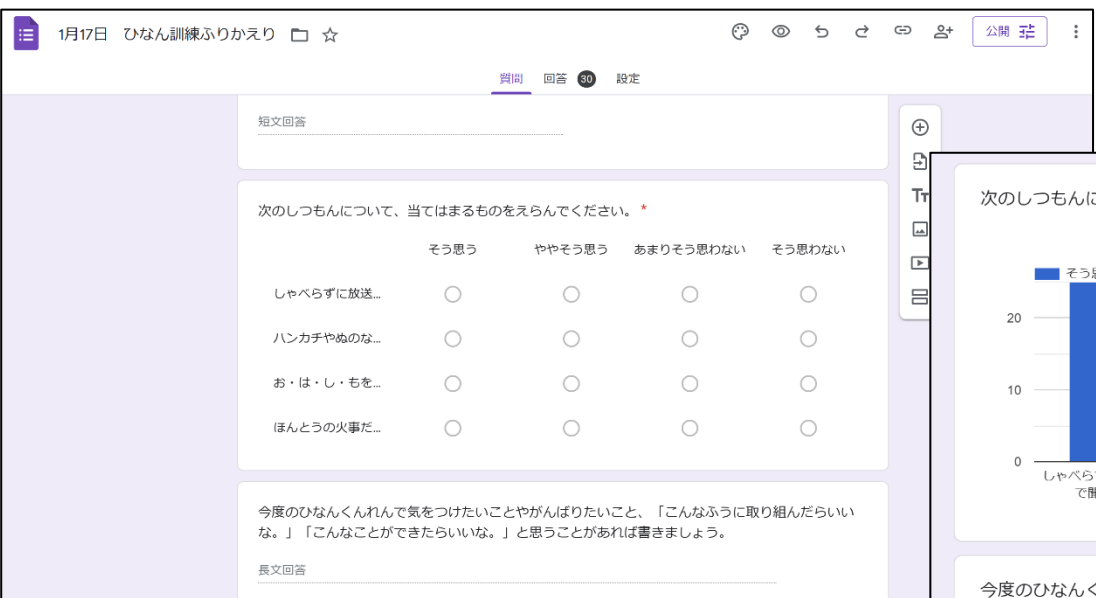 1月17日　ひなん訓練ふりかえり
公開
質問 回答 30 設定
短文回答
次のしつもんについて、当てはまるものをえらんでください。 *
そう思う ややそう思う あまりそう思わない そう思わない
しゃべらずに放送...
ハンカチやぬのな...
お・は・し・もを...
ほんとうの火事だ...
今度のひなんくんれんで気をつけたいことやがんばりたいこと、「こんなふうに取り組んだらいい
な。」「こんなことができたらいいな。」と思うことがあれば書きましょう。
長文回答
Tт
次のしつもんに
そう思
20
10
0
しゃべら
で
今度のひなんく